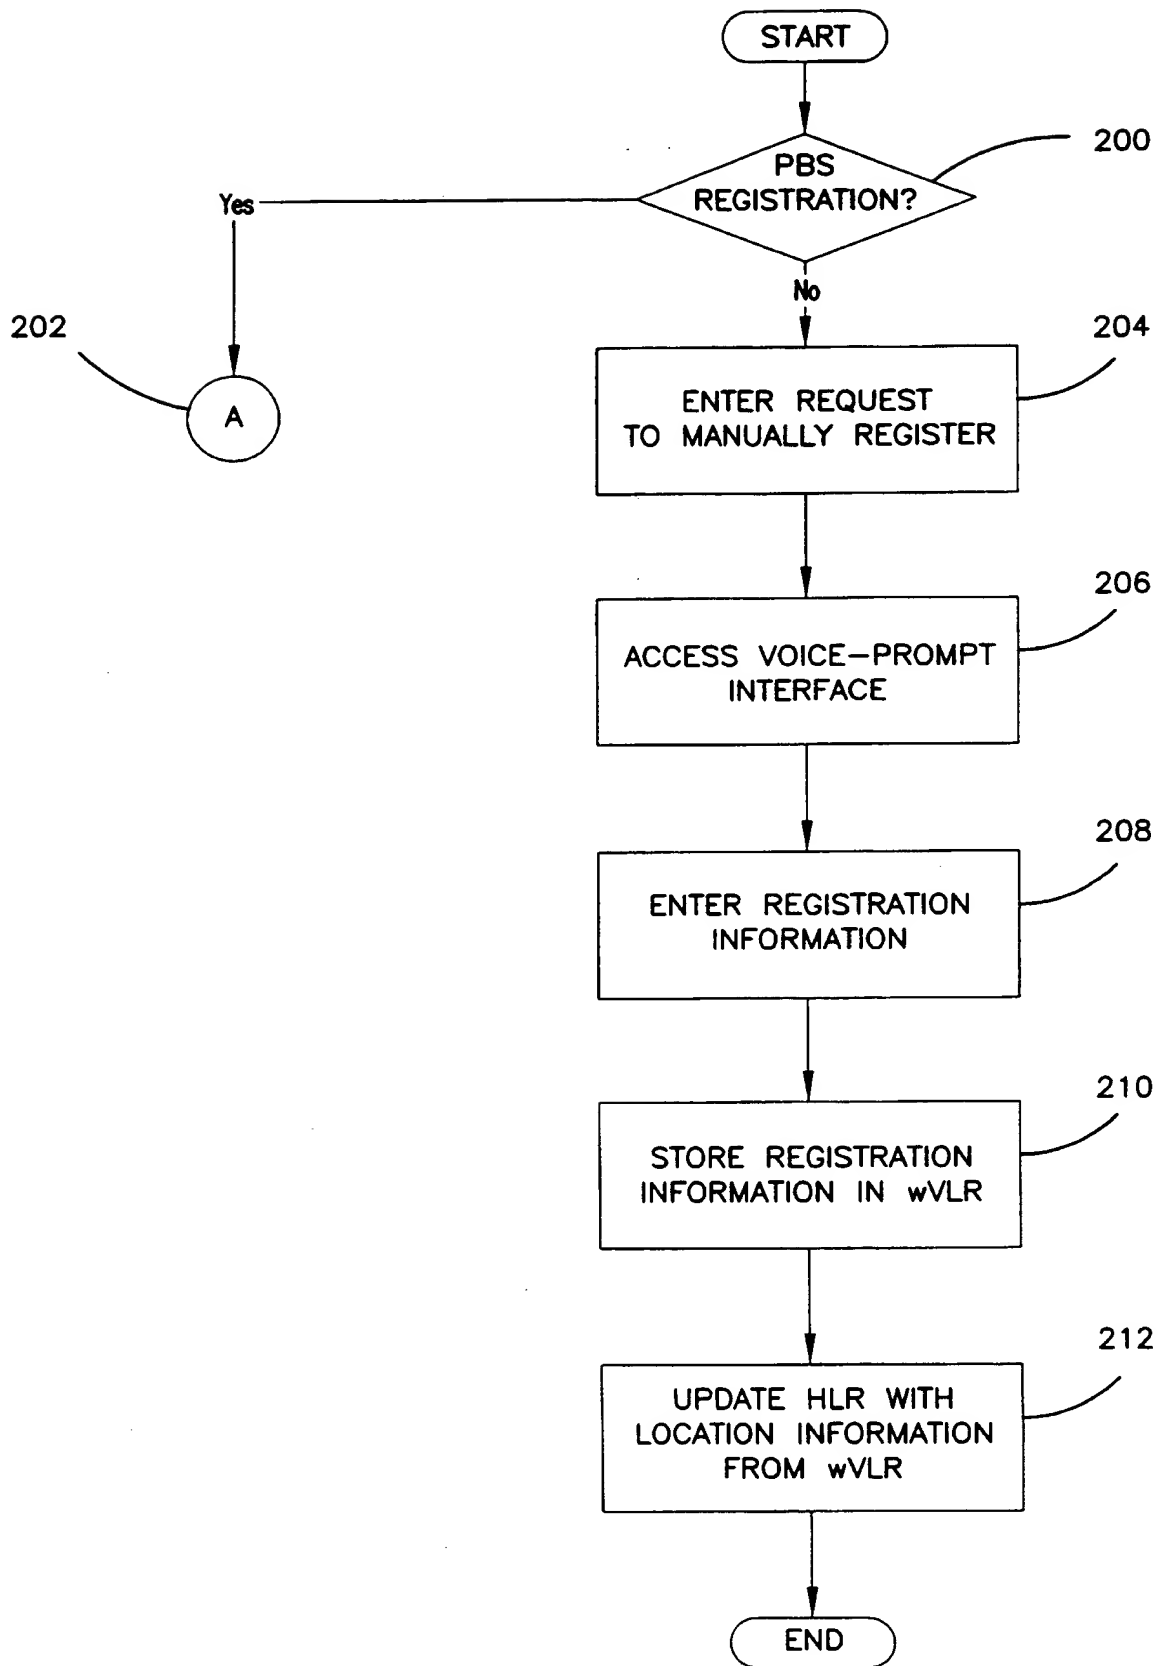 START
PBS
REGISTRATION?
200
Yes
No
202
A
204
ENTER REQUEST
TO MANUALLY REGISTER
206
ACCESS VOICE-PROMPT
INTERFACE
208
ENTER REGISTRATION
INFORMATION
210
STORE REGISTRATION
INFORMATION IN wVLR
212
UPDATE HLR WITH
LOCATION INFORMATION
FROM wVLR
END